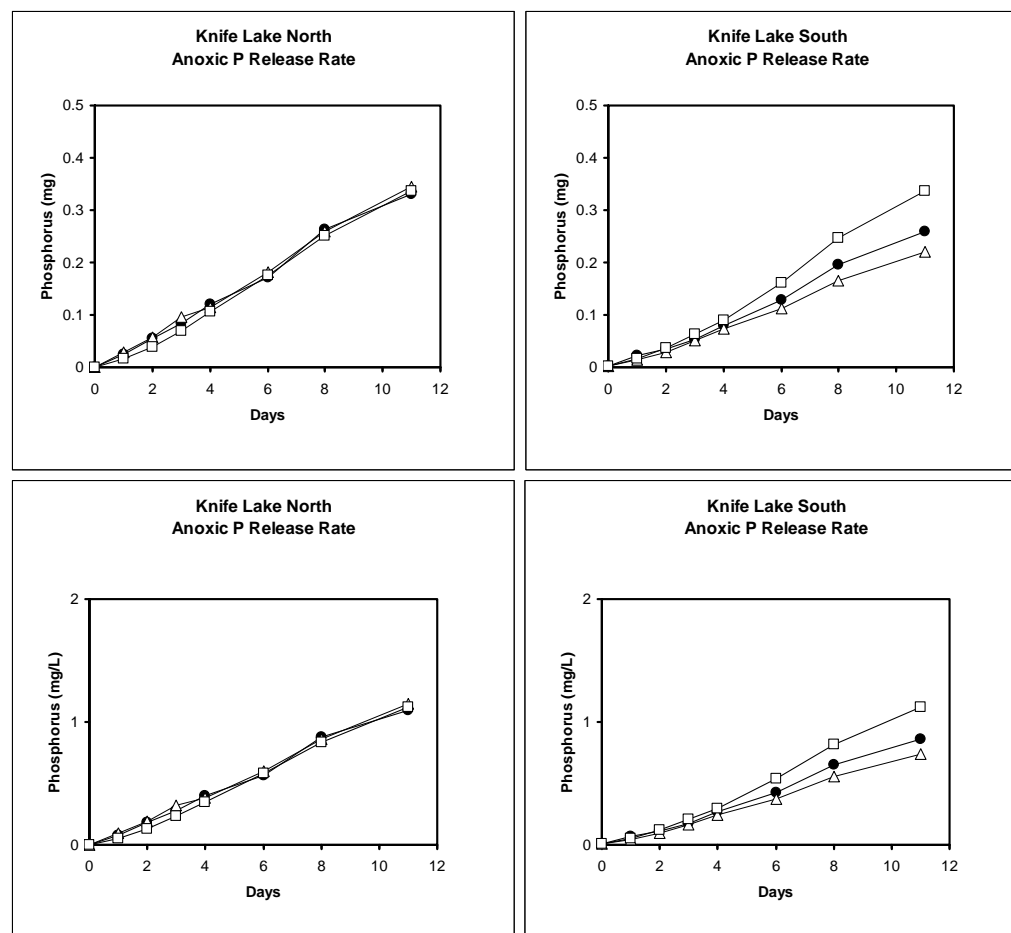 Knife Lake North
Anoxic P Release Rate
0.5
0.4
0.3
0.2
0.1
0
Phosphorus (mg)
0 2 4 6 8 10 12
Days
Knife Lake South
Anoxic P Release Rate
0.5
0.4
0.3
0.2
0.1
0
Phosphorus (mg)
0 2 4 6 8 10 12
Days
Knife Lake North
Anoxic P Release Rate
2
1
0
Phosphorus (mg/L)
0 2 4 6 8 10 12
Days
Knife Lake South
Anoxic P Release Rate
2
1
0
Phosphorus (mg/L)
0 2 4 6 8 10 12
Days